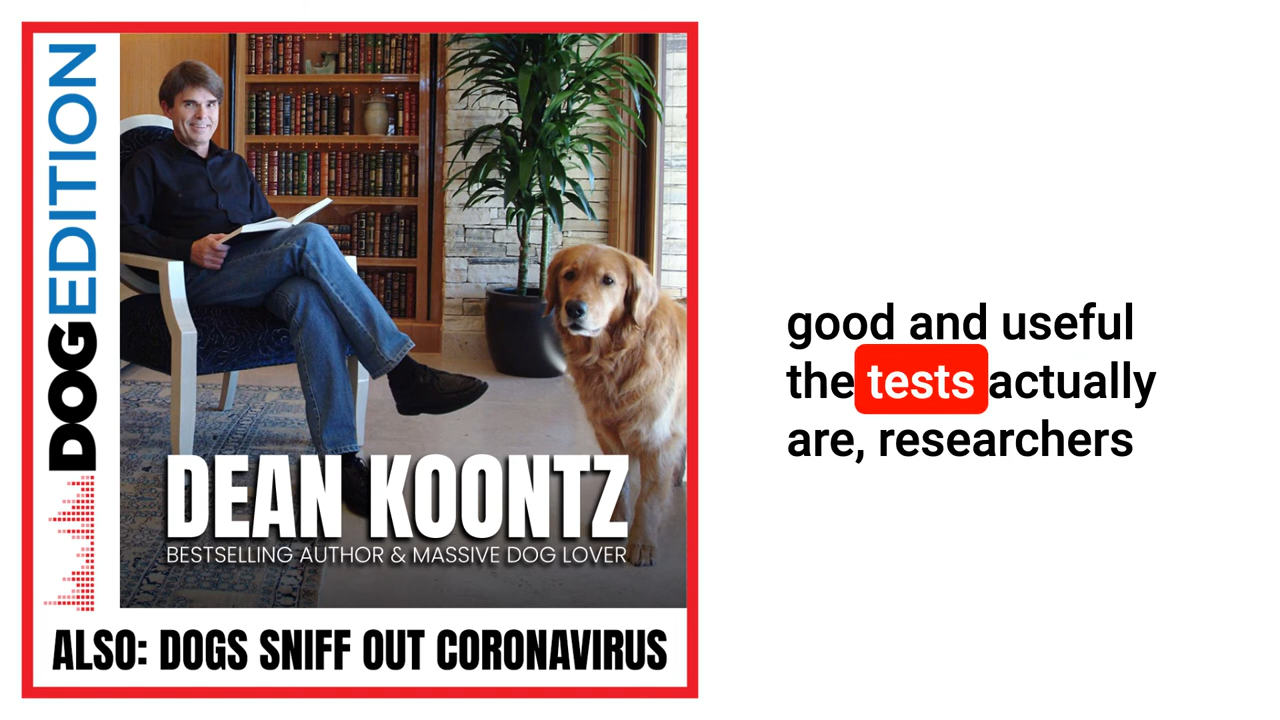 DOGEDITION
DEAN KOONTZ
BESTSELLING AUTHOR & MASSIVE DOG LOVER
ALSO: DOGS SNIFF OUT CORONAVIRUS
good and useful
the tests actually
are, researchers